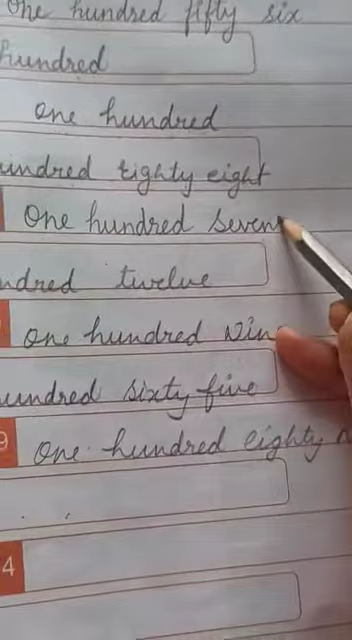 One hundred fifty six
hundred
one hundred
undred eighty eight
One hundred seven
ndred twelve
one hundred nin
undred sixty five
9 one hundred eighty
4